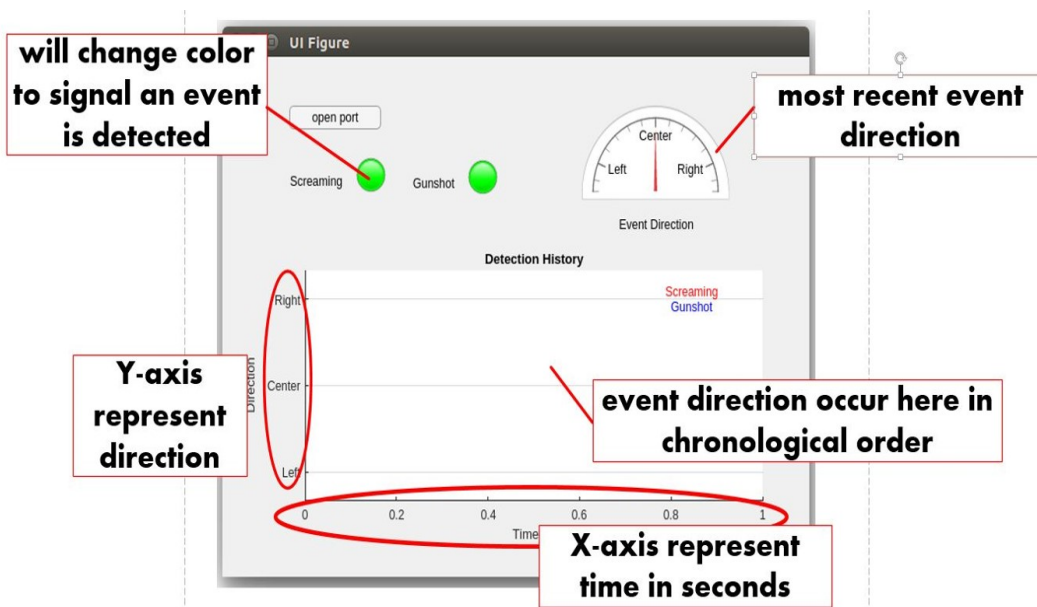 UI Figure
will change color
to signal an event
is detected
open port
Screaming
Gunshot
Center
Left
Right
Event Direction
most recent event
direction
Detection History
Screaming
Gunshot
Right
Center
Left
Direction
Y-axis
represent
direction
event direction occur here in
chronological order
0
0.2
0.4
0.6
0.8
1
Time
X-axis represent
time in seconds